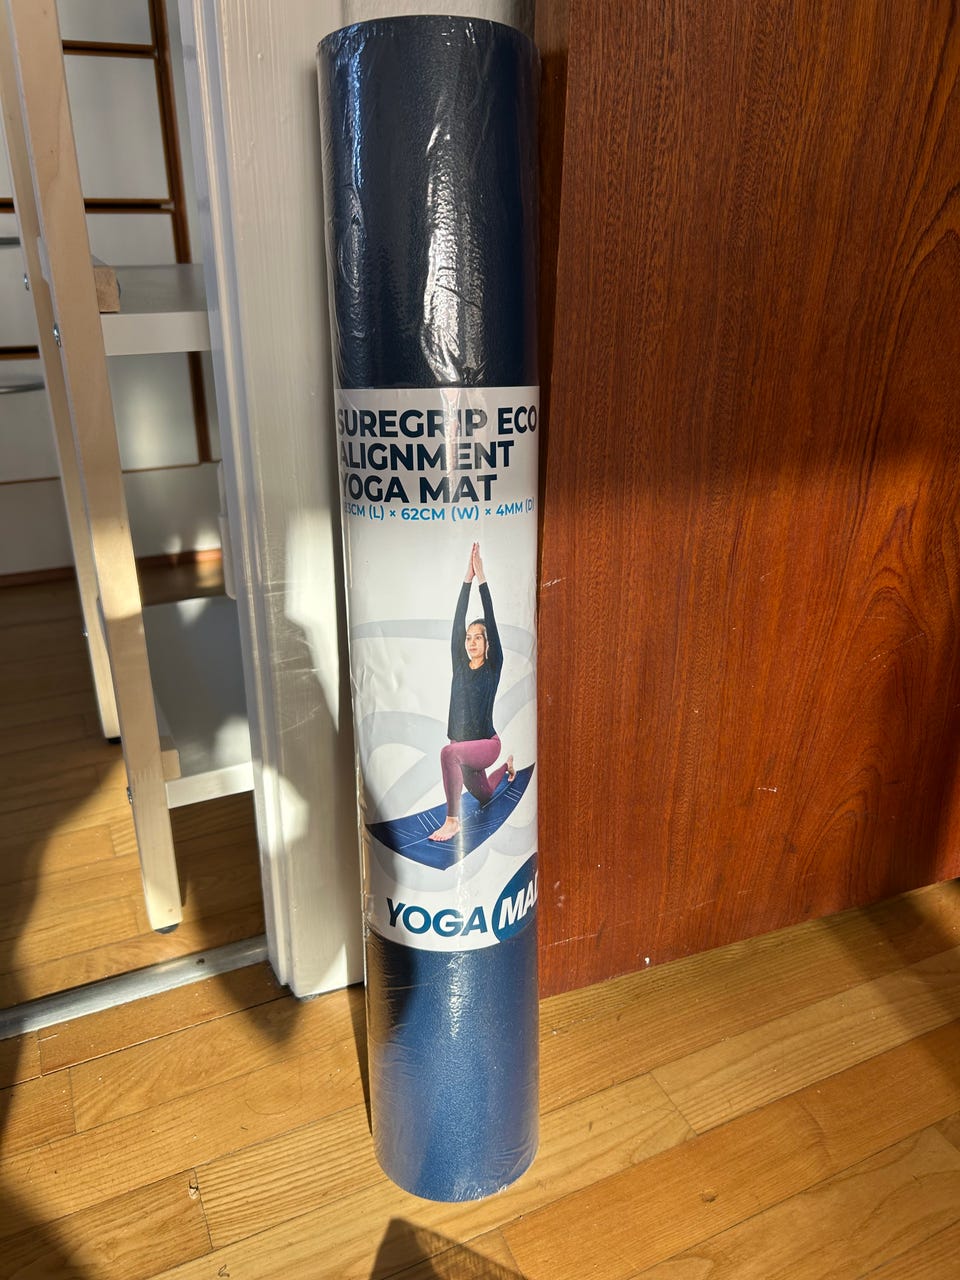 SUREGRIP ECO
ALIGNMENT
YOGA MAT
(L) × 62CM (W) × 4MM (D)
YOGA